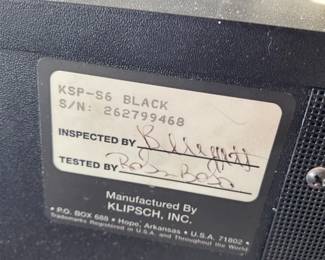 KSP-S6 BLACK
S/N: 262799468
INSPECTED BY
TESTED BY
Manufactured By
KLIPSCH, INC.
• P.O. BOX 688 • Hope, Arkansas • U.S.A. 71802 •
Trademarks Registered in U.S.A. and Throughout the World